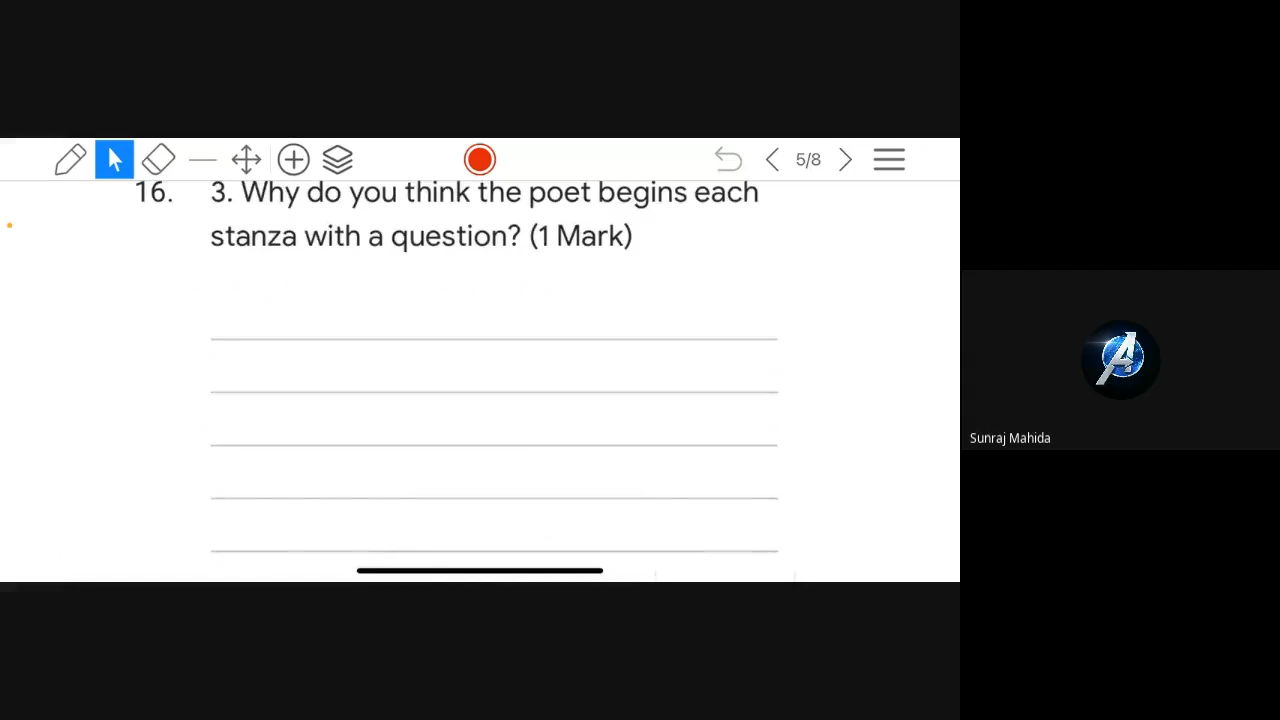 5/8
16. 3. Why do you think the poet begins each
stanza with a question? (1 Mark)
Sunraj Mahida